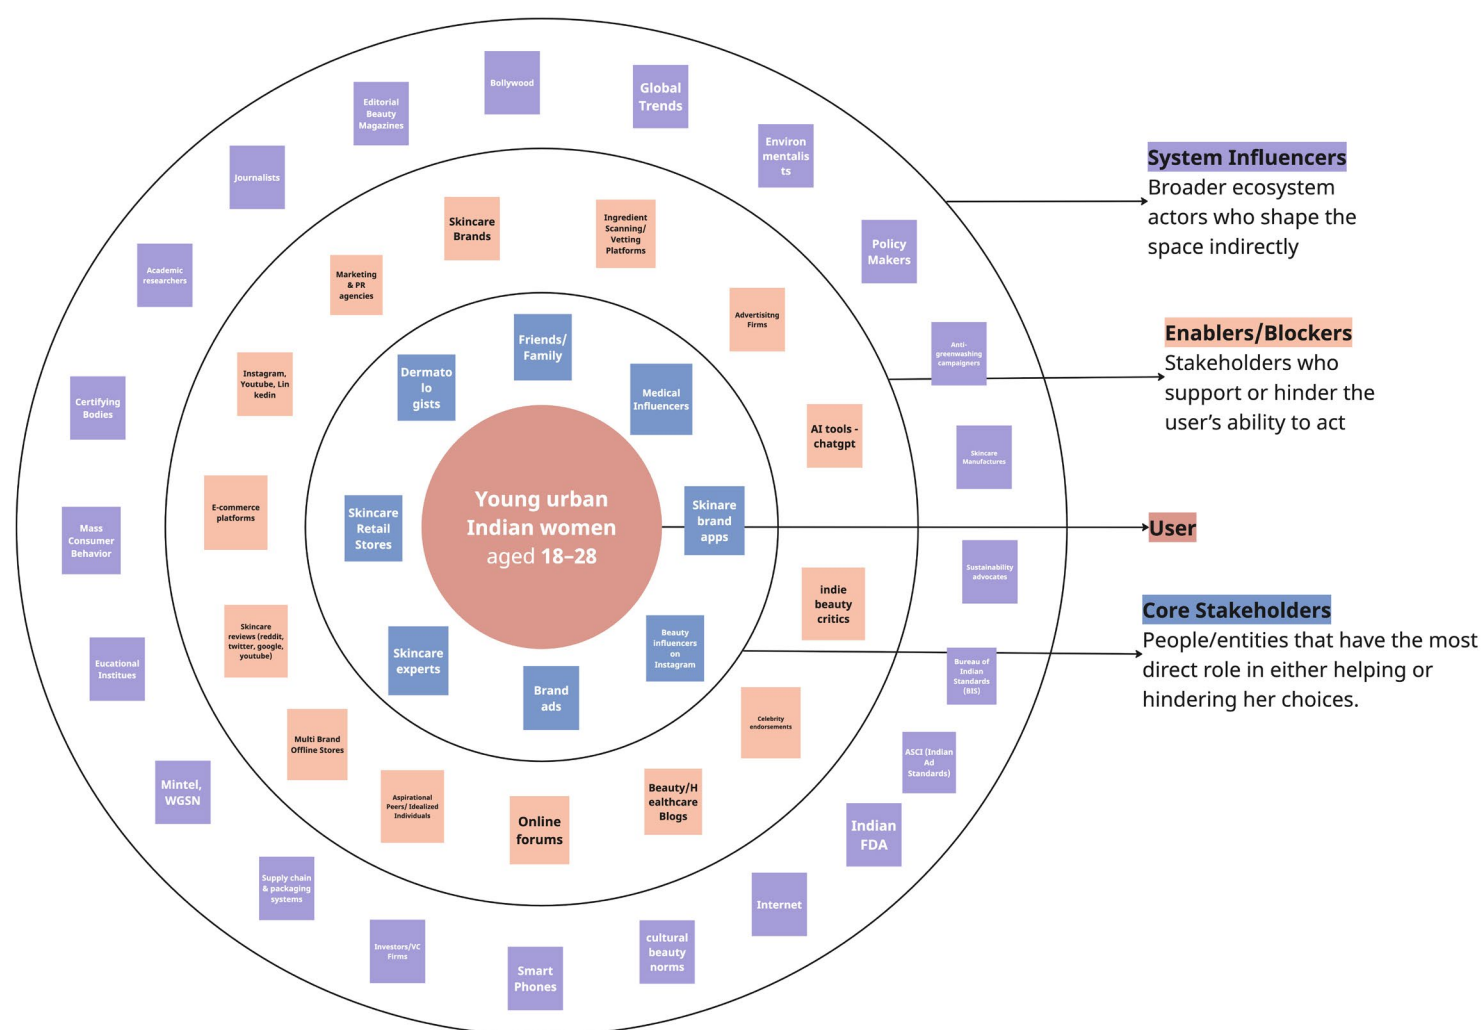 Bollywood
Global
Trends
Editorial
Beauty
Magazines
Environ
mentalis
ts
Journalists
Policy
Makers
Academic
researchers
Anti-
greenwashing
campaigners
Certifying
Bodies
Skincare
Manufactures
Mass
Consumer
Behavior
Sustainability
advocates
Eucational
Institues
Bureau of
Indian
Standards
(BIS)
Mintel,
WGSN
ASCI (Indian
Ad
Standards)
Indian
FDA
Supply chain
& packaging
systems
Internet
Investors/VC
Firms
cultural
beauty
norms
Smart
Phones
Skincare
Brands
Ingredient
Scanning/
Vetting
Platforms
Marketing
& PR
agencies
Advertisitng
Firms
Instagram,
Youtube, Lin
kedin
AI tools -
chatgpt
E-commerce
platforms
indie
beauty
critics
Skincare
reviews (reddit,
twitter, google,
youtube)
Celebrity
endorsements
Multi Brand
Offline Stores
Aspirational
Peers/ Idealized
Individuals
Online
forums
Beauty/H
ealthcare
Blogs
Friends/
Family
Dermato
lo
gists
Medical
Influencers
Skincare
Retail
Stores
Skinare
brand
apps
Skincare
experts
Beauty
influencers
on
Instagram
Brand
ads
Young urban
Indian women
aged 18–28
System Influencers
Broader ecosystem
actors who shape the
space indirectly
Enablers/Blockers
Stakeholders who
support or hinder the
user’s ability to act
User
Core Stakeholders
People/entities that have the most
direct role in either helping or
hindering her choices.